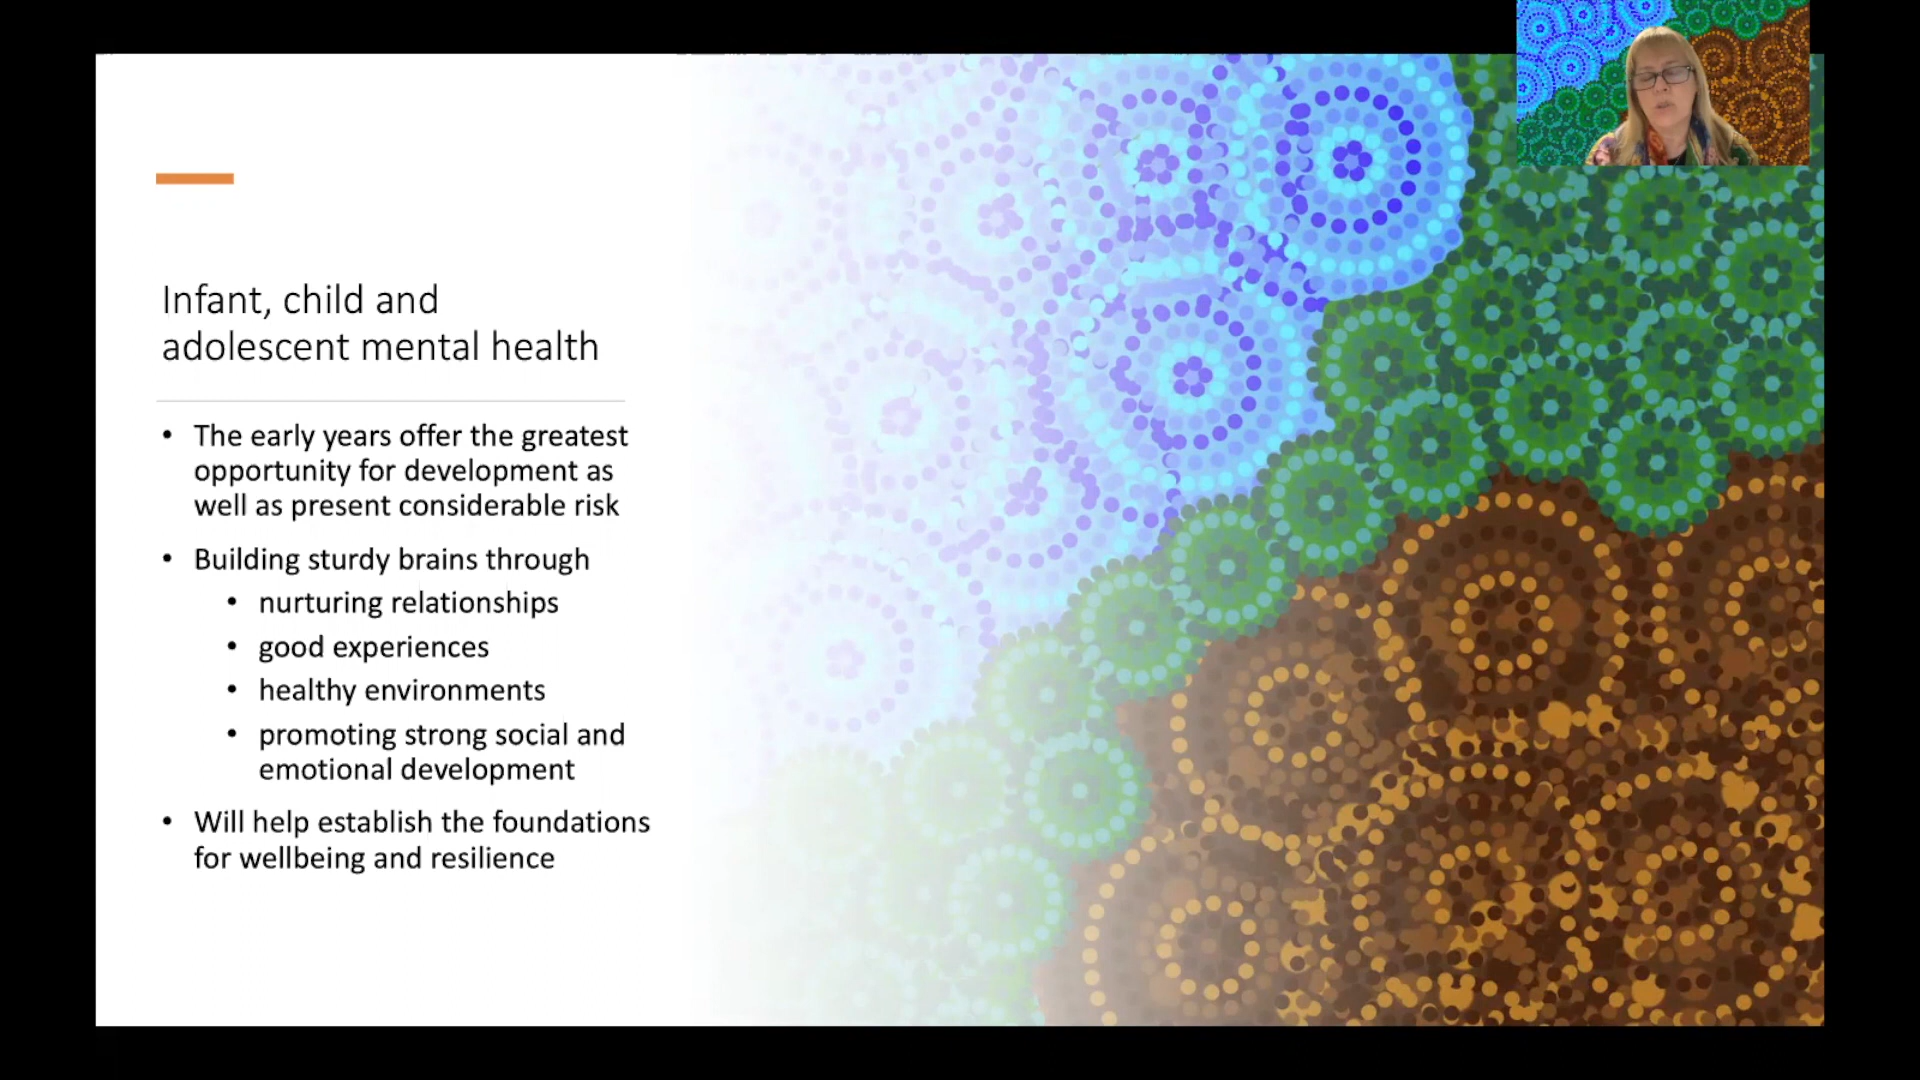 Infant, child and
adolescent mental health
• The early years offer the greatest
opportunity for development as
well as present considerable risk
• Building sturdy brains through
• nurturing relationships
• good experiences
• healthy environments
• promoting strong social and
emotional development
• Will help establish the foundations
for wellbeing and resilience